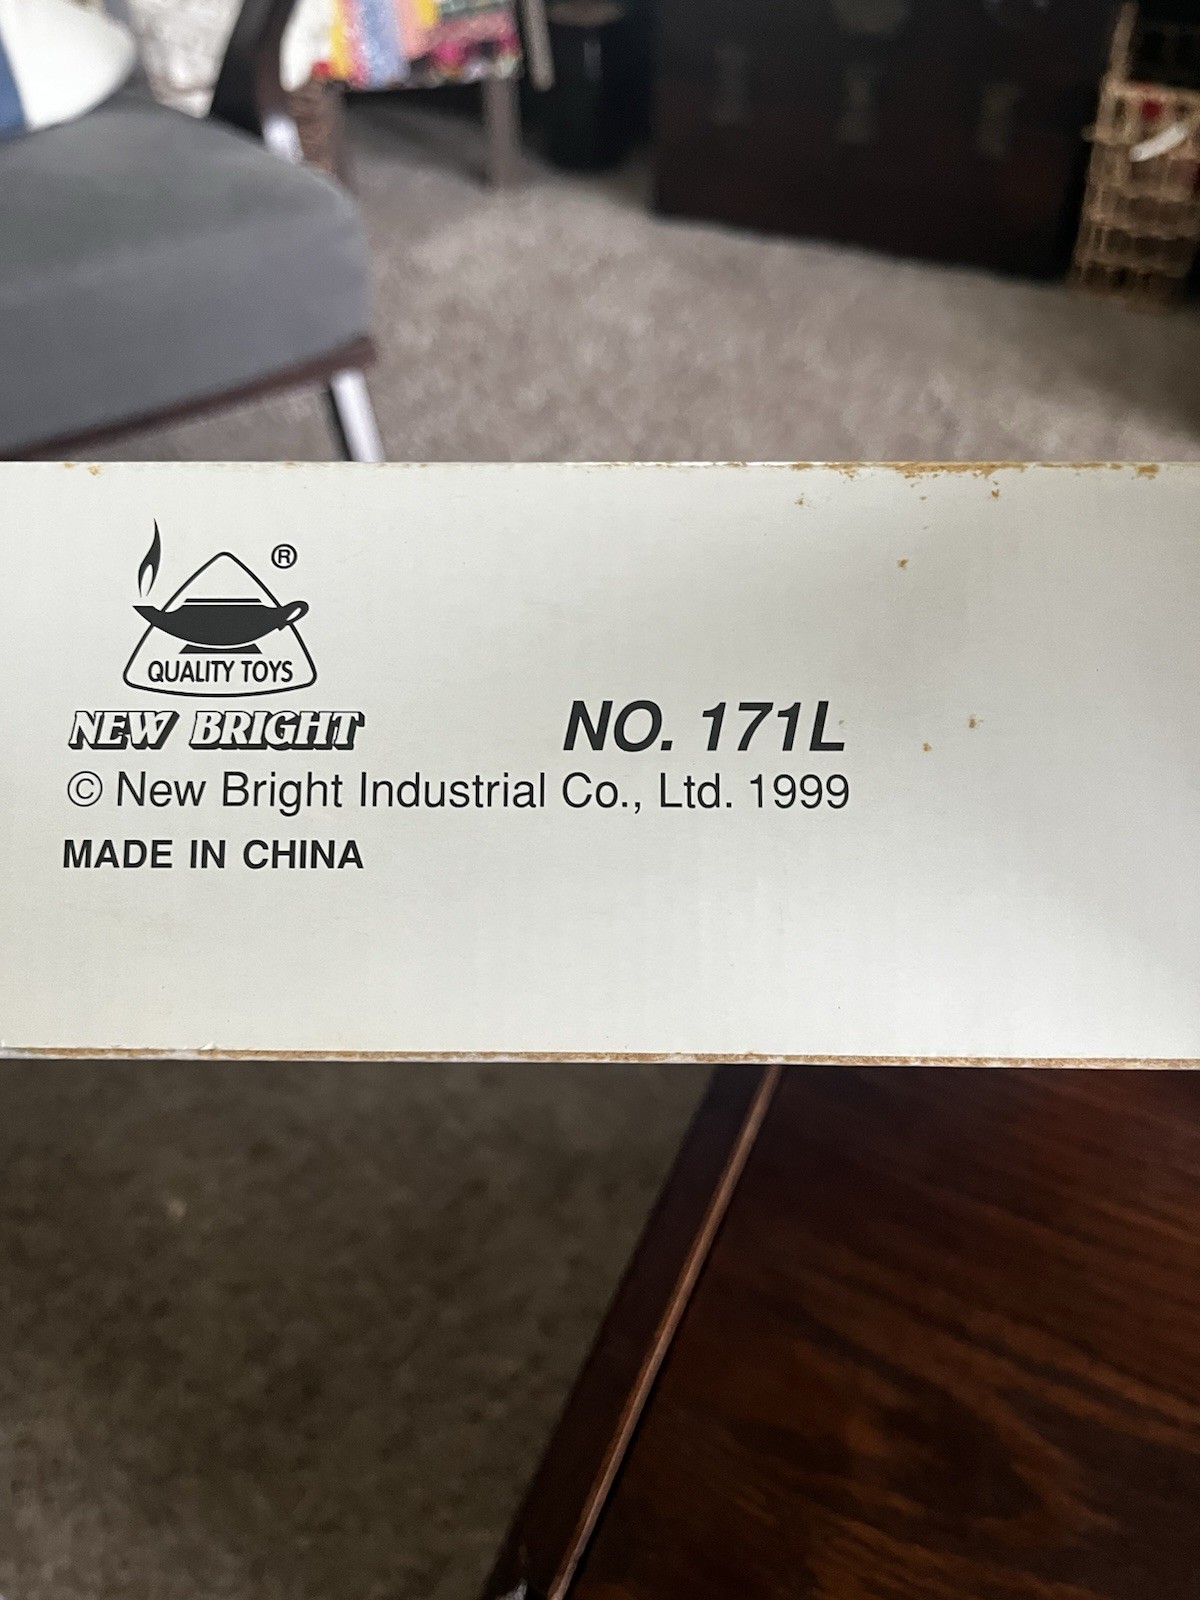 ®
QUALITY TOYS
NEW BRIGHT
NO. 171L
© New Bright Industrial Co., Ltd. 1999
MADE IN CHINA